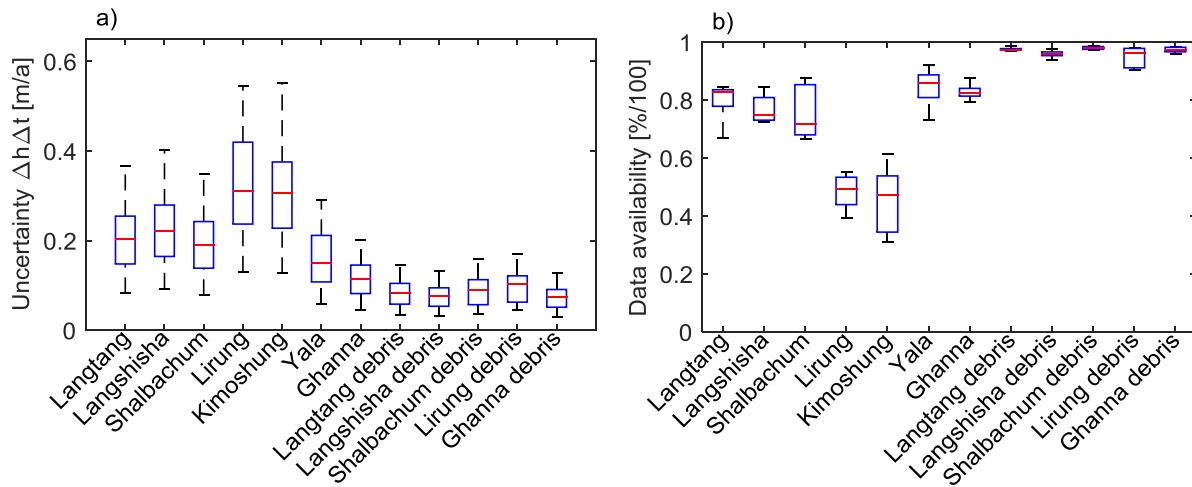 a)
Uncertainty ΔhΔt [m/a]
0.6
0.4
0.2
0
Langtang
Langshisha
Shalbachum
Lirung
Kimoshung
Yala
Ghanna
Langtang debris
Langshisha debris
Shalbachum debris
Lirung debris
Ghanna debris
b)
Data availability [%/100]
1
0.8
0.6
0.4
0.2
0
Langtang
Langshisha
Shalbachum
Lirung
Kimoshung
Yala
Ghanna
Langtang debris
Langshisha debris
Shalbachum debris
Lirung debris
Ghanna debris